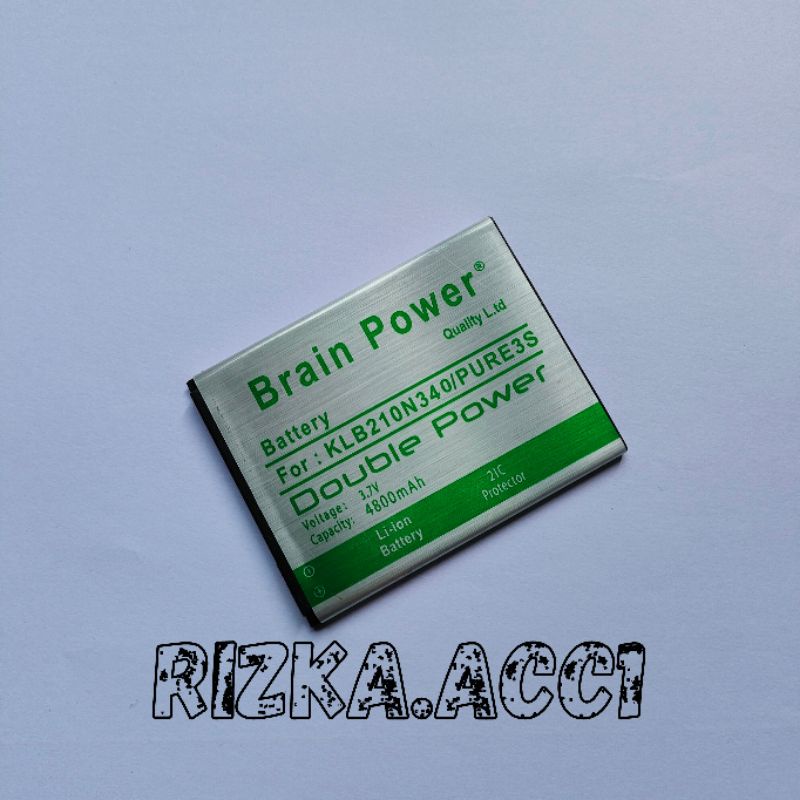 Brain Power®
Quality L.td
Battery
For : KLB210N340/PURE3S
Double Power
Voltage: 3.7V
Capacity: 4800mAh
Li-ion
Battery
2IC
Protector
RIZKA.ACC1